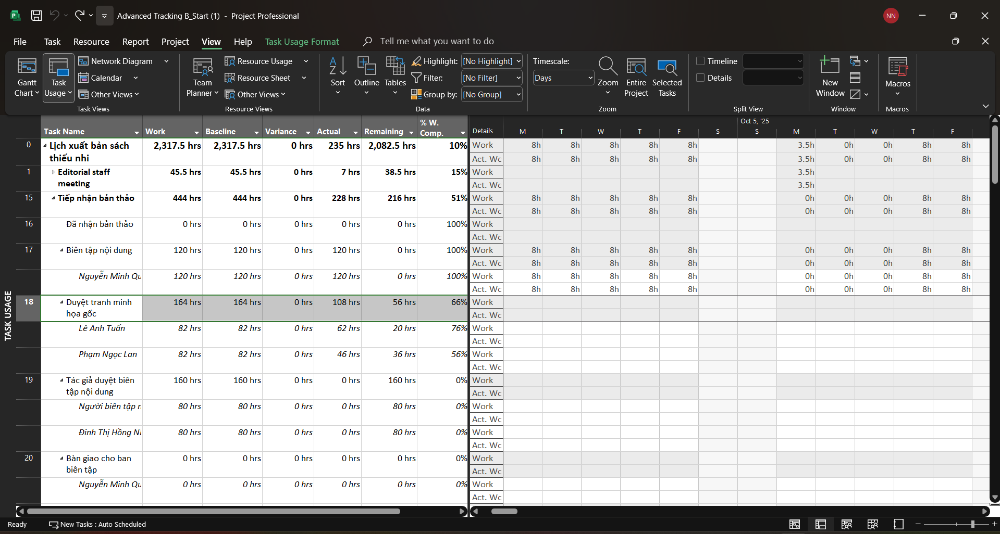 Advanced Tracking B_Start (1) - Project Professional
NN
File Task Resource Report Project View Help Task Usage Format Tell me what you want to do
Gantt Chart
Task Usage
Network Diagram
Calendar
Other Views
Task Views
Team Planner
Resource Usage
Resource Sheet
Other Views
Resource Views
Sort
Outline
Tables
Highlight: [No Highlight]
Filter: [No Filter]
Group by: [No Group]
Data
Timescale:
Days
Zoom
Entire Project
Selected Tasks
Zoom
Timeline
Details
Split View
New Window
Window
Macros
Macros
TASK USAGE
Task Name Work Baseline Variance Actual Remaining % W. Comp. Details
Oct 5, '25
M T W T F S S M T W T F
0 Lịch xuất bản sách thiếu nhi 2,317.5 hrs 2,317.5 hrs 0 hrs 235 hrs 2,082.5 hrs 10% Work 8h 8h 8h 8h 8h 3.5h 0h 0h 8h 8h
Act. Wc 8h 8h 8h 8h 8h 3.5h 0h 0h 8h 8h
1 Editorial staff meeting 45.5 hrs 45.5 hrs 0 hrs 7 hrs 38.5 hrs 15% Work 3.5h
Act. Wc 3.5h
15 Tiếp nhận bản thảo 444 hrs 444 hrs 0 hrs 228 hrs 216 hrs 51% Work 8h 8h 8h 8h 8h 0h 0h 0h 8h 8h
Act. Wc 8h 8h 8h 8h 8h 0h 0h 0h 8h 8h
16 Đã nhận bản thảo 0 hrs 0 hrs 0 hrs 0 hrs 0 hrs 100% Work
Act. Wc
17 Biên tập nội dung 120 hrs 120 hrs 0 hrs 120 hrs 0 hrs 100% Work 8h 8h 8h 8h 8h 0h 0h 0h 8h 8h
Act. Wc 8h 8h 8h 8h 8h 0h 0h 0h 8h 8h
Nguyễn Minh Qu 120 hrs 120 hrs 0 hrs 120 hrs 0 hrs 100% Work 8h 8h 8h 8h 8h 0h 0h 0h 8h 8h
Act. Wc 8h 8h 8h 8h 8h 0h 0h 0h 8h 8h
18 Duyệt tranh minh họa gốc 164 hrs 164 hrs 0 hrs 108 hrs 56 hrs 66% Work
Act. Wc
Lê Anh Tuấn 82 hrs 82 hrs 0 hrs 62 hrs 20 hrs 76% Work
Act. Wc
Phạm Ngọc Lan 82 hrs 82 hrs 0 hrs 46 hrs 36 hrs 56% Work
Act. Wc
19 Tác giả duyệt biên tập nội dung 160 hrs 160 hrs 0 hrs 0 hrs 160 hrs 0% Work
Act. Wc
Người biên tập n 80 hrs 80 hrs 0 hrs 0 hrs 80 hrs 0% Work
Act. Wc
Đinh Thị Hồng Nh 80 hrs 80 hrs 0 hrs 0 hrs 80 hrs 0% Work
Act. Wc
20 Bàn giao cho ban biên tập 0 hrs 0 hrs 0 hrs 0 hrs 0 hrs 0% Work
Act. Wc
Nguyễn Minh Qu 0 hrs 0 hrs 0 hrs 0 hrs 0 hrs 0% Work
Act. Wc
Ready New Tasks : Auto Scheduled